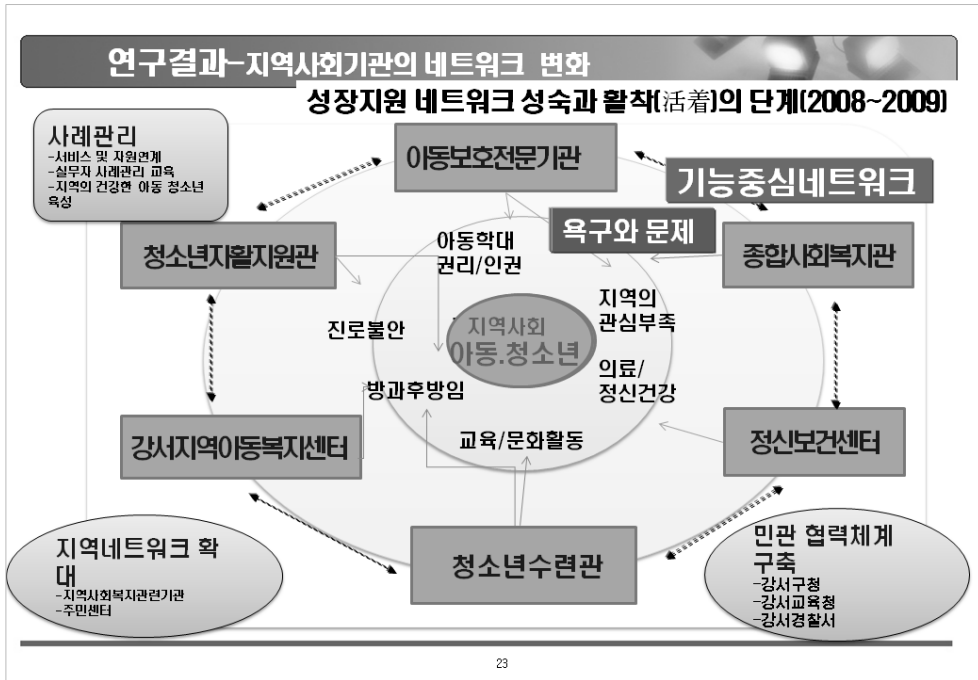 연구결과-지역사회기관의 네트워크 변화
성장지원 네트워크 성숙과 활착(活着)의 단계(2008~2009)
사례관리
-서비스 및 자원연계
-실무자 사례관리 교육
-지역의 건강한 아동 청소년
육성
아동보호전문기관
기능중심네트워크
욕구와 문제
청소년자활지원관
종합사회복지관
아동학대
권리/인권
지역의
관심부족
진로불안
지역사회
아동.청소년
의료/
정신건강
방과후방임
교육/문화활동
강서지역아동복지센터
정신보건센터
청소년수련관
지역네트워크 확
대
-지역사회복지관련기관
-주민센터
민관 협력체계
구축
-강서구청
-강서교육청
-강서경찰서
23